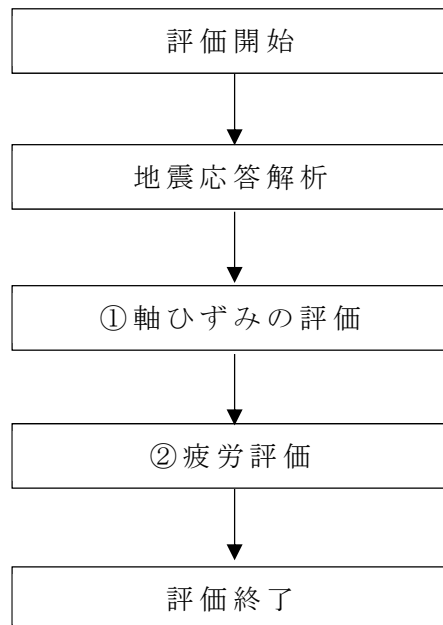 評価開始
地震応答解析
①軸ひずみの評価
②疲労評価
評価終了